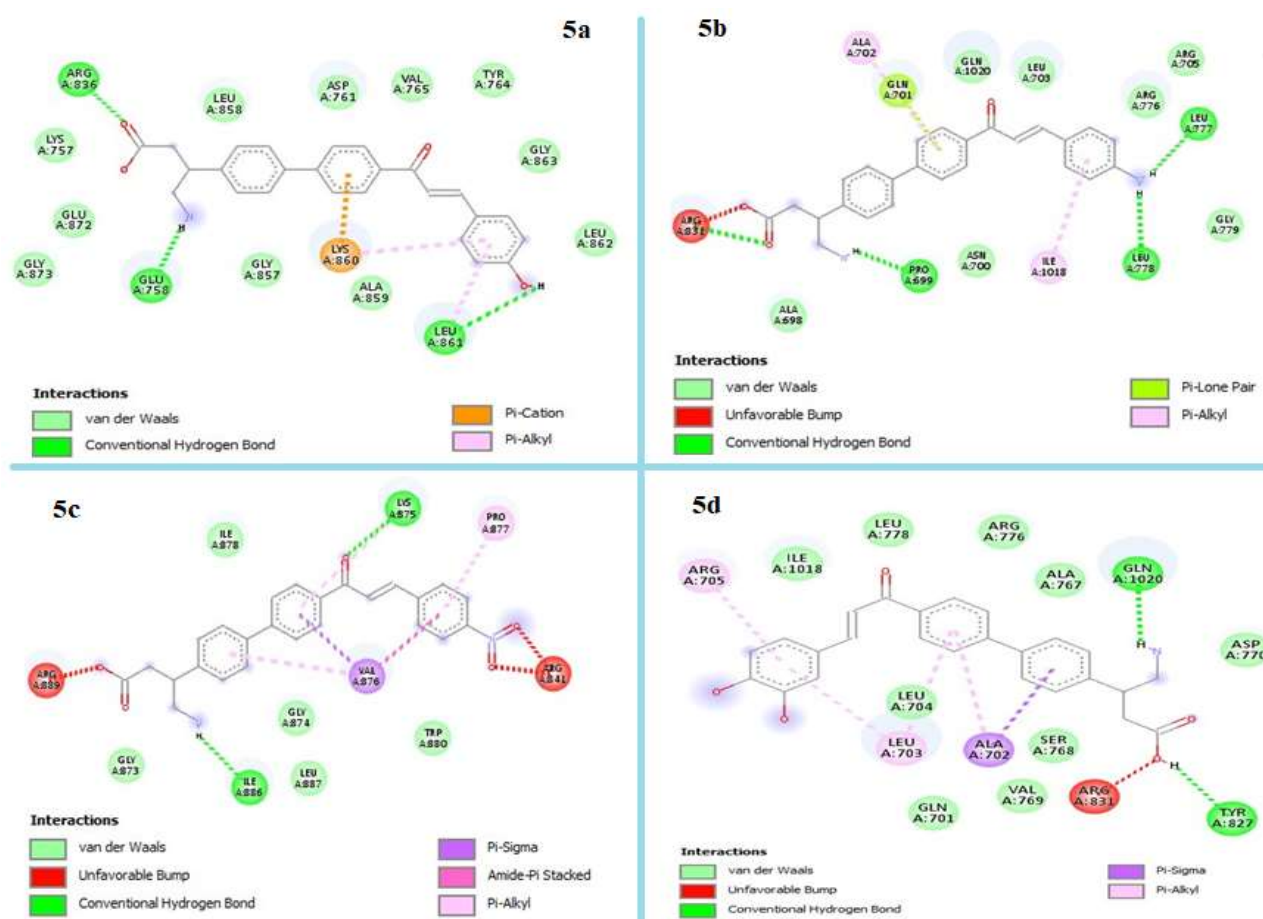 5a
ARG
A:836
LEU
A:858
ASP
A:761
VAL
A:765
TYR
A:764
LYS
A:757
GLY
A:863
GLU
A:872
LEU
A:862
GLY
A:873
GLU
A:758
GLY
A:857
LYS
A:860
ALA
A:859
LEU
A:861
O
O
H
O
O
H
Interactions
van der Waals
Conventional Hydrogen Bond
Pi-Cation
Pi-Alkyl
5b
ALA
A:702
GLN
A:701
GLN
A:1020
LEU
A:703
ARG
A:705
ARG
A:776
LEU
A:777
ARG
A:831
GLY
A:779
PRO
A:699
ASN
A:700
ILE
A:1018
LEU
A:778
ALA
A:698
O
O
O
H
H
H
Interactions
van der Waals
Unfavorable Bump
Conventional Hydrogen Bond
Pi-Lone Pair
Pi-Alkyl
5c
LYS
A:875
PRO
A:877
ILE
A:878
VAL
A:876
ARG
A:889
A:841
GLY
A:874
TRP
A:880
GLY
A:873
LEU
A:887
ILE
A:886
O
O
O
O
O
H
Interactions
van der Waals
Unfavorable Bump
Conventional Hydrogen Bond
Pi-Sigma
Amide-Pi Stacked
Pi-Alkyl
5d
LEU
A:778
ARG
A:776
ARG
A:705
ILE
A:1018
ALA
A:767
GLN
A:1020
ASP
A:770
LEU
A:704
LEU
A:703
ALA
A:702
SER
A:768
VAL
A:769
ARG
A:831
GLN
A:701
TYR
A:827
O
O
O
O
O
H
H
Interactions
van der Waals
Unfavorable Bump
Conventional Hydrogen Bond
Pi-Sigma
Pi-Alkyl